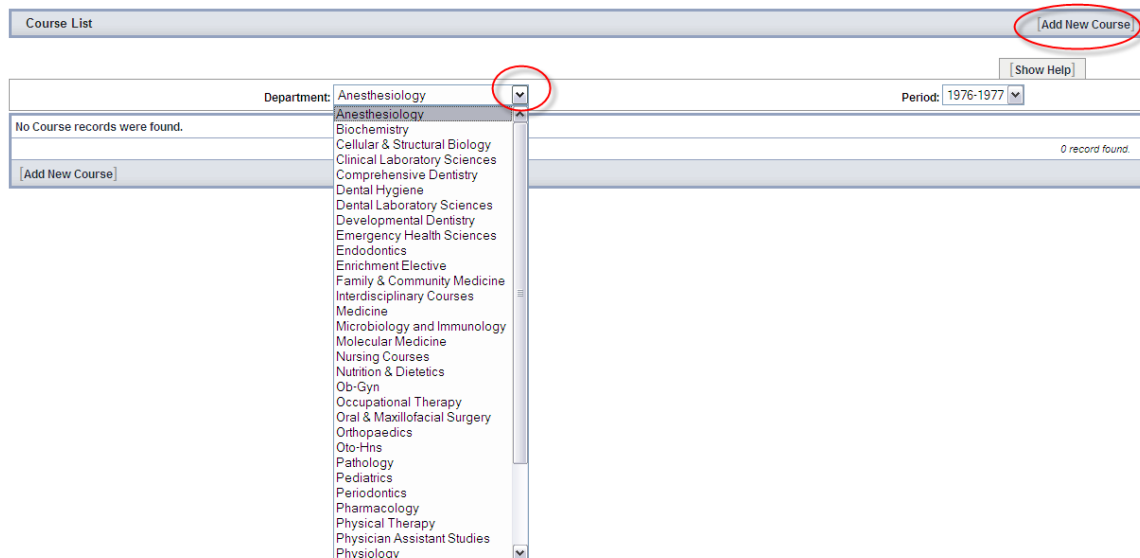 Course List [Add New Course]
[Show Help]
Department: Anesthesiology Period: 1976-1977
Anesthesiology
No Course records were found.
Biochemistry
Cellular & Structural Biology
0 record found.
Clinical Laboratory Sciences
Comprehensive Dentistry
[Add New Course]
Dental Hygiene
Dental Laboratory Sciences
Developmental Dentistry
Emergency Health Sciences
Endodontics
Enrichment Elective
Family & Community Medicine
Interdisciplinary Courses
Medicine
Microbiology and Immunology
Molecular Medicine
Nursing Courses
Nutrition & Dietetics
Ob-Gyn
Occupational Therapy
Oral & Maxillofacial Surgery
Orthopaedics
Oto-Hns
Pathology
Pediatrics
Periodontics
Pharmacology
Physical Therapy
Physician Assistant Studies
Physiology